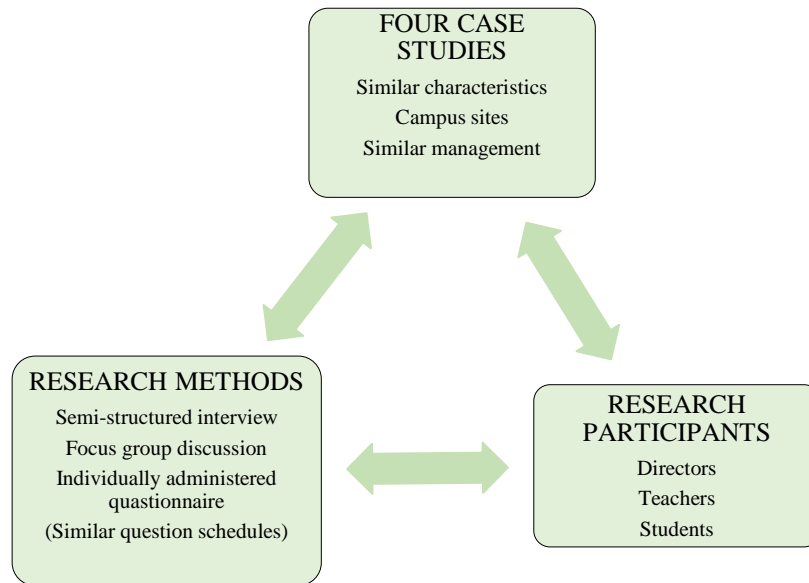 FOUR CASE
STUDIES
Similar characteristics
Campus sites
Similar management
RESEARCH METHODS
Semi-structured interview
Focus group discussion
Individually administered
quastionnaire
(Similar question schedules)
RESEARCH
PARTICIPANTS
Directors
Teachers
Students